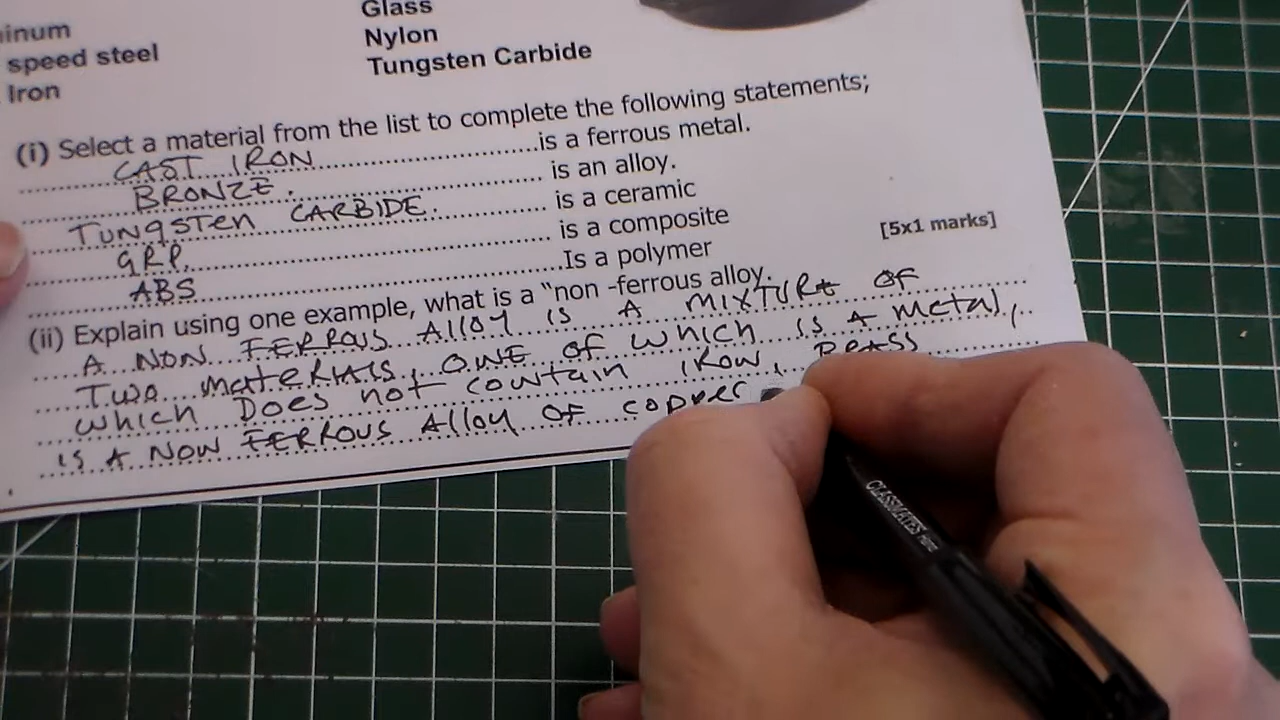 Glass
inum
Nylon
speed steel
Tungsten Carbide
Iron
(i) Select a material from the list to complete the following statements;
CAST IRON is a ferrous metal.
BRONZE. is an alloy.
TUNgSTen CARBIDE. is a ceramic
GRP. is a composite [5x1 marks]
ABS Is a polymer
(ii) Explain using one example, what is a "non -ferrous alloy.
A NON FERROUS Alloy IS A MIXTURE OF
TWO materials, ONE of which IS A metal,
which Does not contain IRON, BRASS
IS A NON FERROUS Alloy OF copper
CLASSMATES